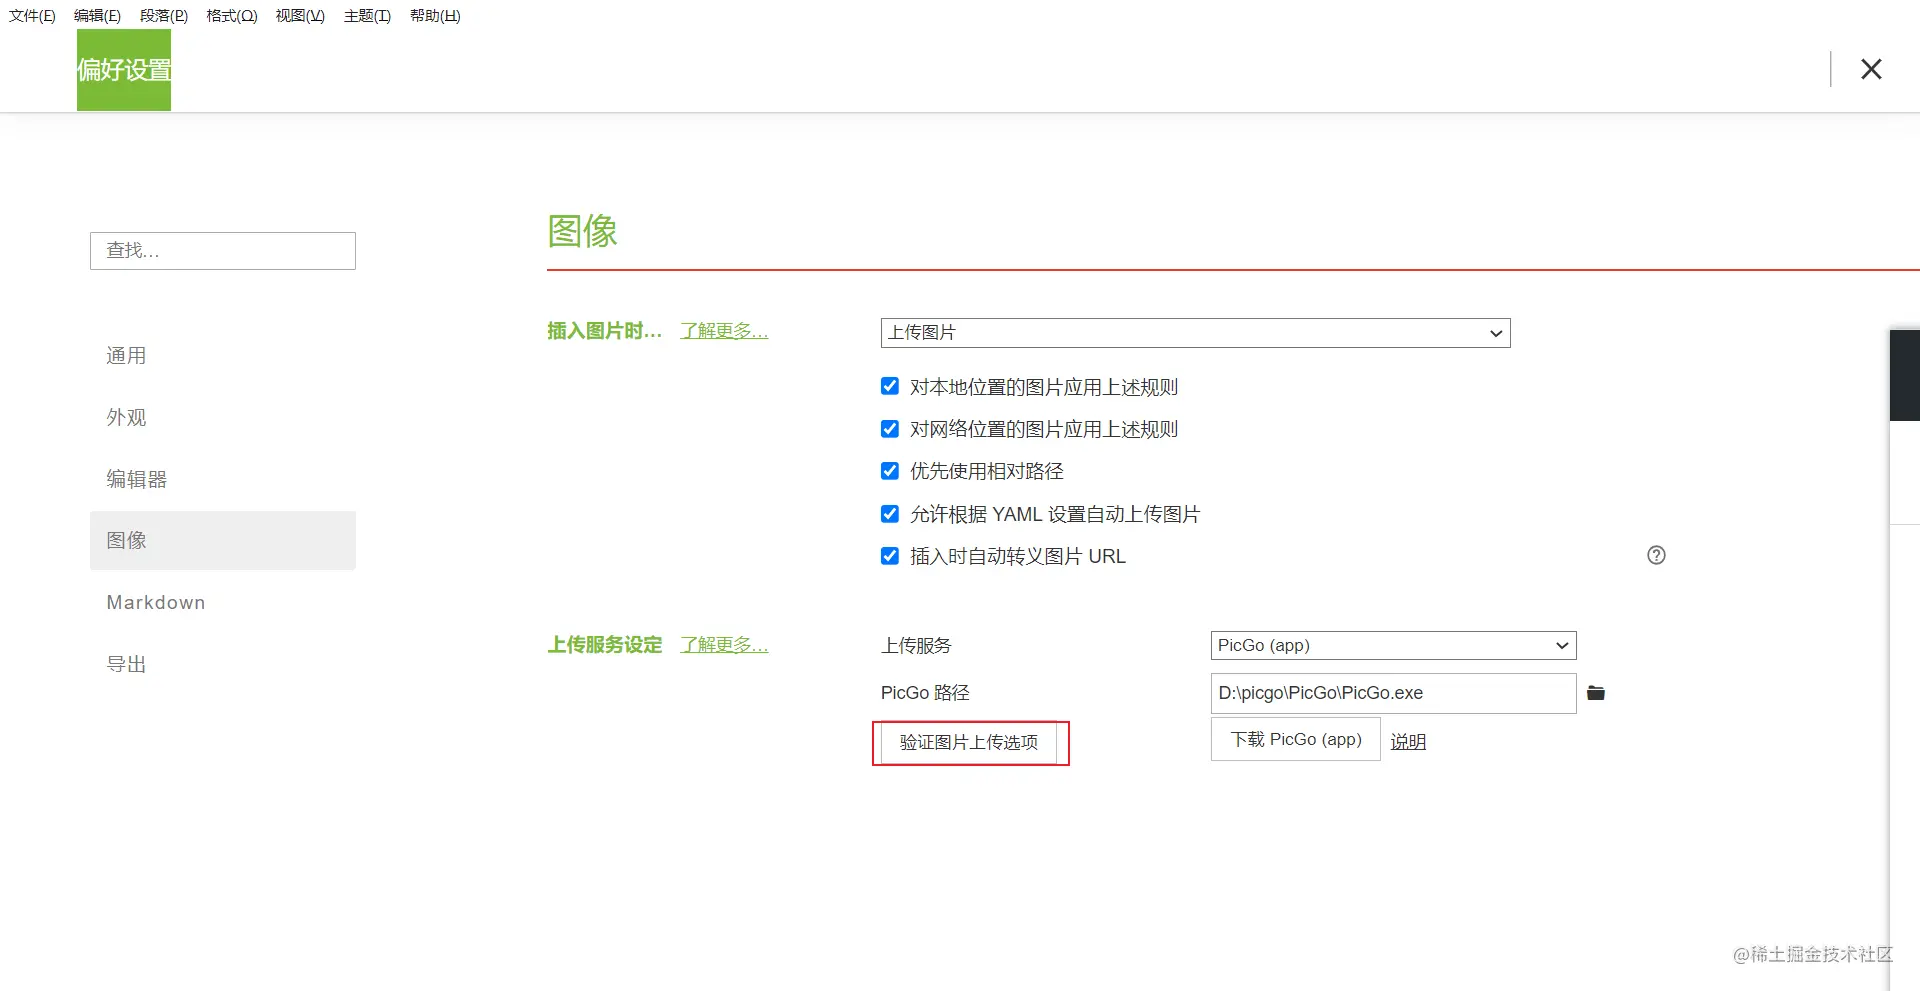 文件(F) 编辑(E) 段落(P) 格式(O) 视图(V) 主题(T) 帮助(H)
偏好设置
查找...
通用
外观
编辑器
图像
Markdown
导出
图像
插入图片时... 了解更多... 上传图片
对本地位置的图片应用上述规则
对网络位置的图片应用上述规则
优先使用相对路径
允许根据 YAML 设置自动上传图片
插入时自动转义图片 URL
上传服务设定 了解更多... 上传服务 PicGo (app)
PicGo 路径 D:\picgo\PicGo\PicGo.exe
验证图片上传选项 下载 PicGo (app) 说明
@稀土掘金技术社区